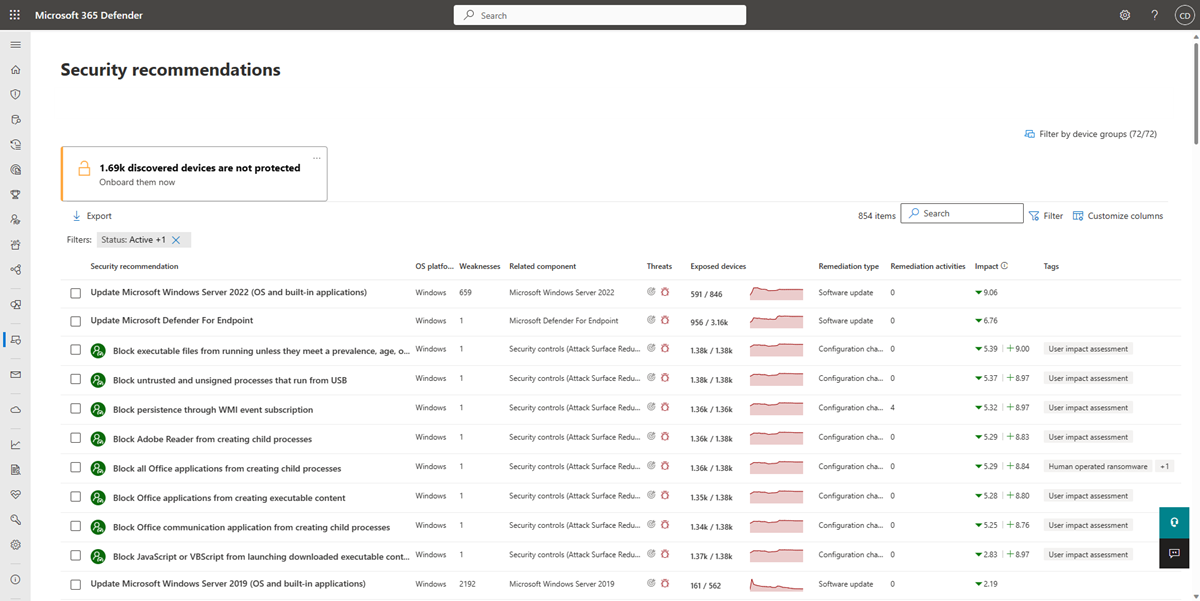 Microsoft 365 Defender
Search
CD
Security recommendations
Filter by device groups (72/72)
1.69k discovered devices are not protected
Onboard them now
Export
854 items
Search
Filter
Customize columns
Filters: Status: Active +1
Security recommendation OS platfo... Weaknesses Related component Threats Exposed devices Remediation type Remediation activities Impact Tags
Update Microsoft Windows Server 2022 (OS and built-in applications) Windows 659 Microsoft Windows Server 2022 591 / 846 Software update 0 9.06
Update Microsoft Defender For Endpoint Windows 1 Microsoft Defender For Endpoint 956 / 3.16k Software update 0 6.76
Block executable files from running unless they meet a prevalence, age, o... Windows 1 Security controls (Attack Surface Redu... 1.38k / 1.38k Configuration cha... 0 5.39 | +9.00 User impact assessment
Block untrusted and unsigned processes that run from USB Windows 1 Security controls (Attack Surface Redu... 1.38k / 1.38k Configuration cha... 0 5.37 | +8.97 User impact assessment
Block persistence through WMI event subscription Windows 1 Security controls (Attack Surface Redu... 1.36k / 1.36k Configuration cha... 4 5.32 | +8.97 User impact assessment
Block Adobe Reader from creating child processes Windows 1 Security controls (Attack Surface Redu... 1.36k / 1.38k Configuration cha... 0 5.29 | +8.83 User impact assessment
Block all Office applications from creating child processes Windows 1 Security controls (Attack Surface Redu... 1.36k / 1.38k Configuration cha... 0 5.29 | +8.84 Human operated ransomware +1
Block Office applications from creating executable content Windows 1 Security controls (Attack Surface Redu... 1.35k / 1.38k Configuration cha... 0 5.28 | +8.80 User impact assessment
Block Office communication application from creating child processes Windows 1 Security controls (Attack Surface Redu... 1.34k / 1.38k Configuration cha... 0 5.25 | +8.76 User impact assessment
Block JavaScript or VBScript from launching downloaded executable cont... Windows 1 Security controls (Attack Surface Redu... 1.37k / 1.38k Configuration cha... 0 2.83 | +8.97 User impact assessment
Update Microsoft Windows Server 2019 (OS and built-in applications) Windows 2192 Microsoft Windows Server 2019 161 / 562 Software update 0 2.19